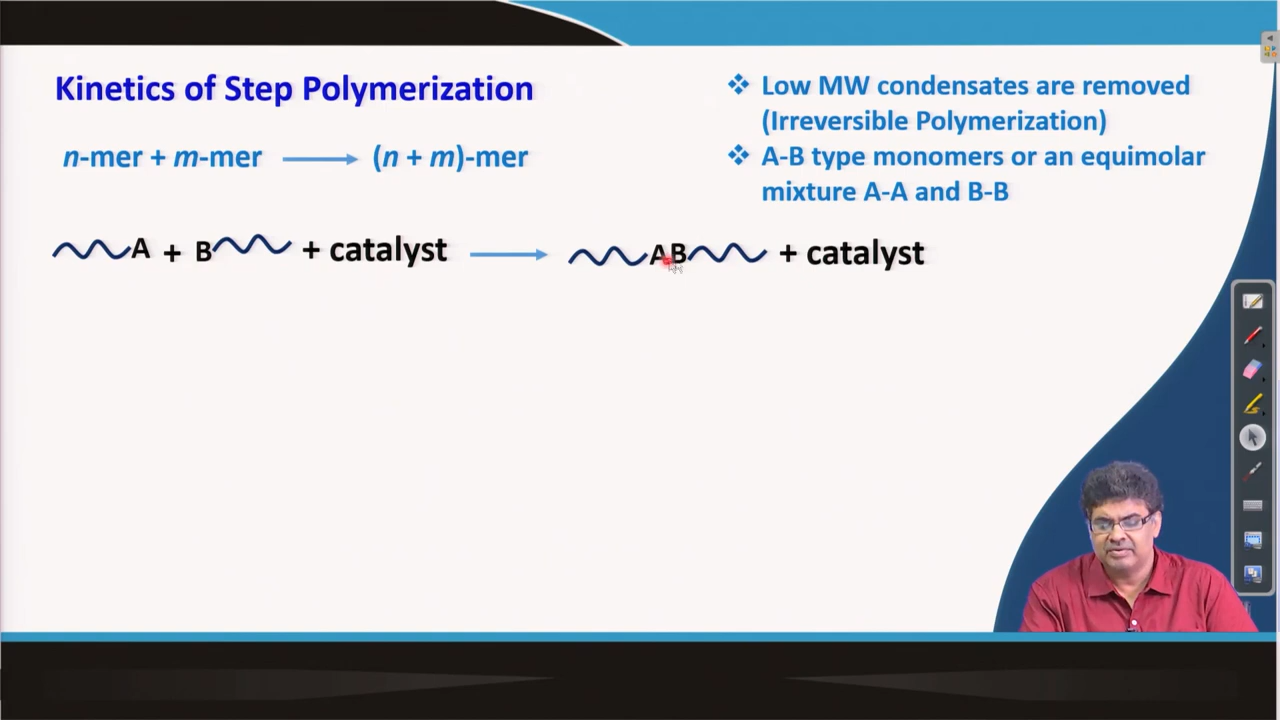 Kinetics of Step Polymerization
n-mer + m-mer ⟶ (n + m)-mer
❖ Low MW condensates are removed
(Irreversible Polymerization)
❖ A-B type monomers or an equimolar
mixture A-A and B-B
A + B + catalyst ⟶ AB + catalyst